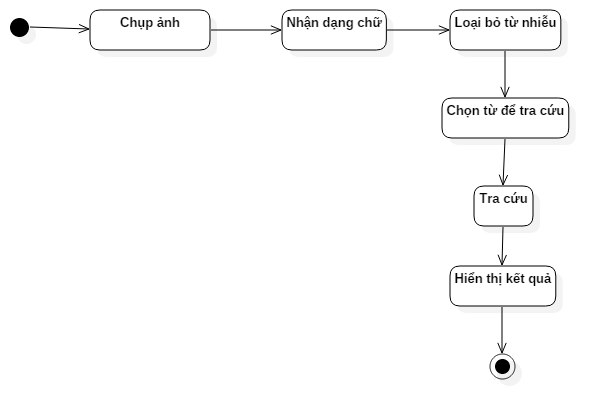 Chụp ảnh
Nhận dạng chữ
Loại bỏ từ nhiễu
Chọn từ để tra cứu
Tra cứu
Hiển thị kết quả